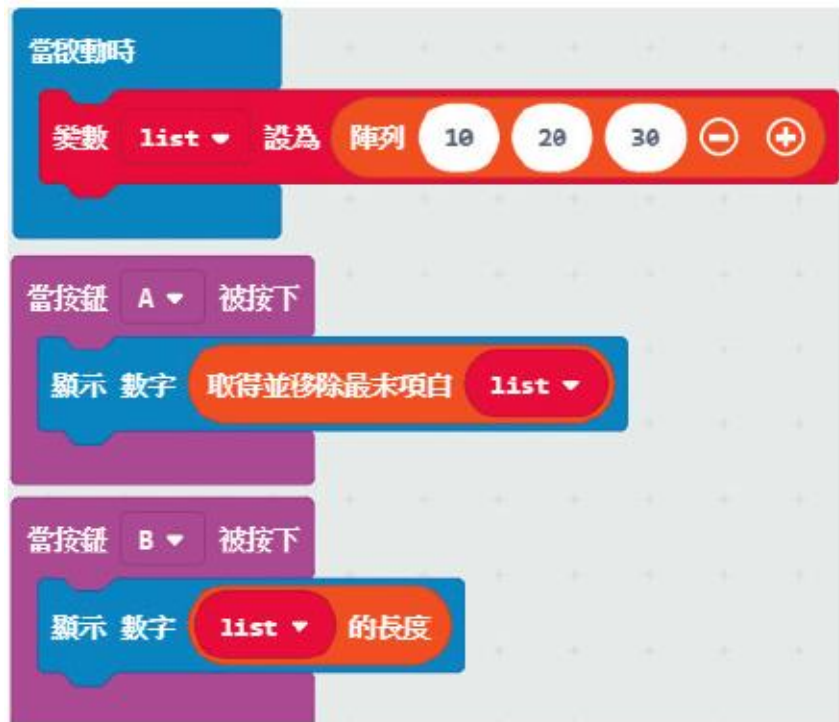 當啟動時
變數 list 設為 陣列 10 20 30
當按鈕 A 被按下
顯示 數字 取得並移除最末項自 list
當按鈕 B 被按下
顯示 數字 list 的長度